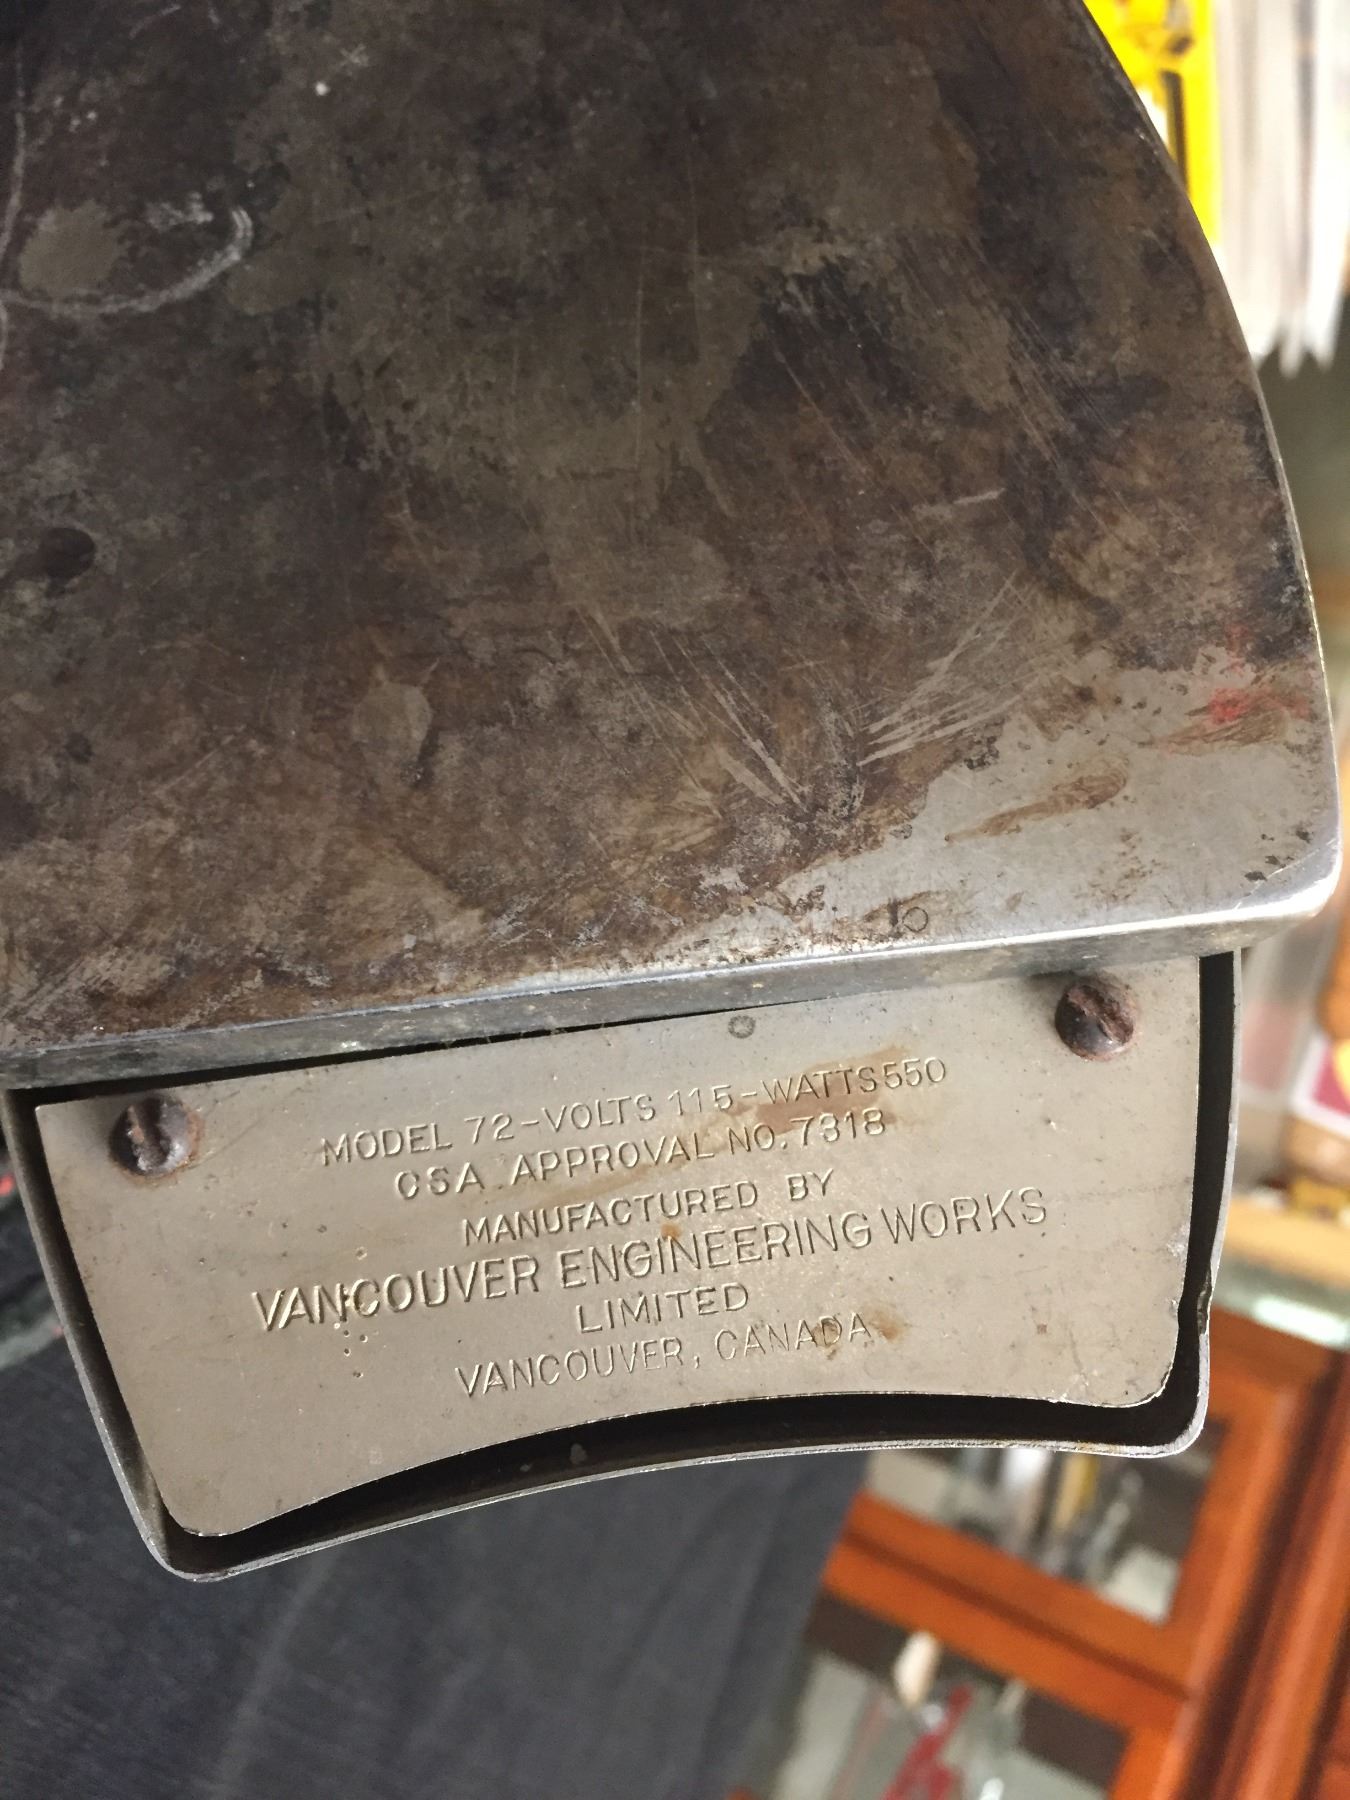 MODEL 72-VOLTS 115-WATTS 550
CSA APPROVAL NO. 7318
MANUFACTURED BY
VANCOUVER ENGINEERING WORKS
LIMITED
VANCOUVER, CANADA